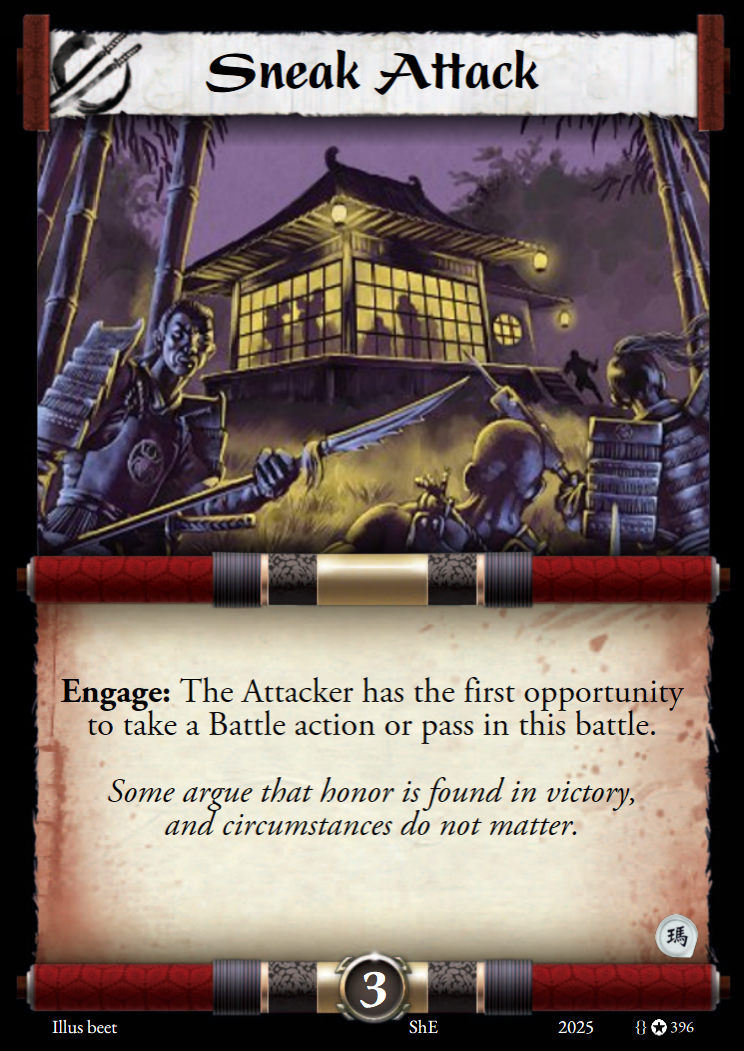 Sneak Attack
Engage: The Attacker has the first opportunity
to take a Battle action or pass in this battle.
Some argue that honor is found in victory,
and circumstances do not matter.
瑪
3
Illus beet ShE 2025 {} ✪ 396